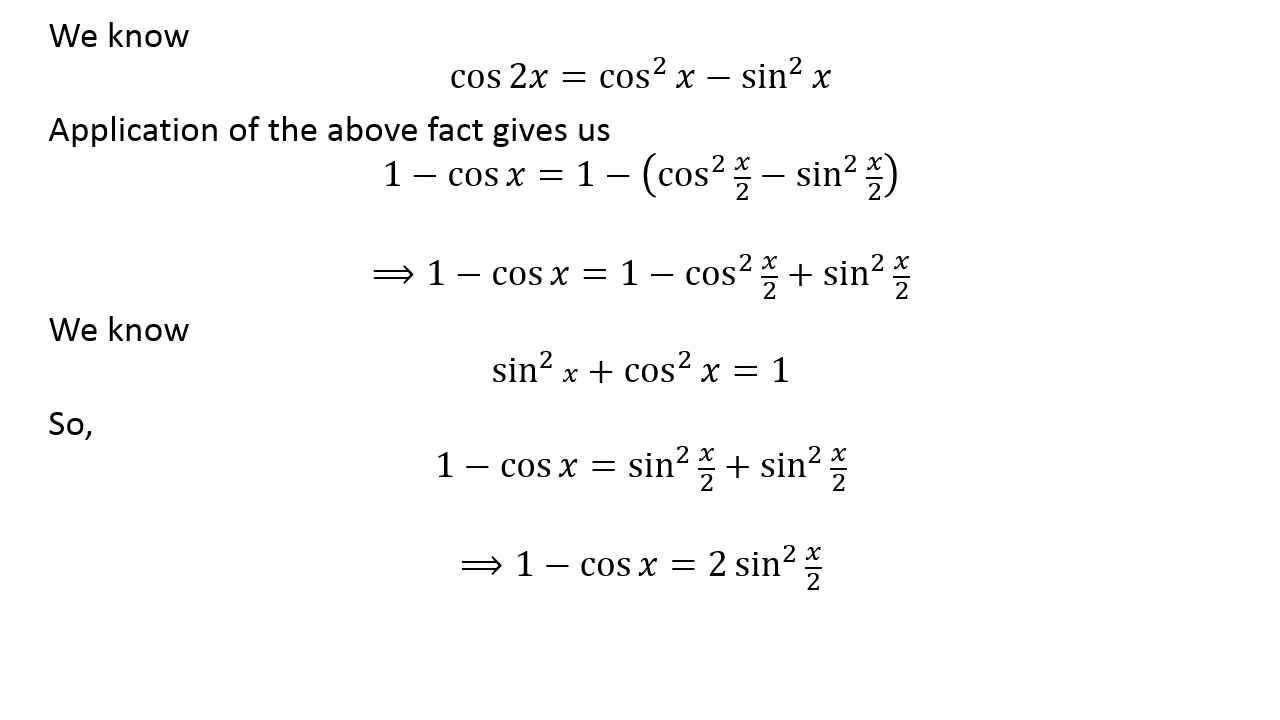 We know
cos 2x = cos² x − sin² x
Application of the above fact gives us
1 − cos x = 1 − (cos² x/2 − sin² x/2)
⟹ 1 − cos x = 1 − cos² x/2 + sin² x/2
We know
sin² x + cos² x = 1
So,
1 − cos x = sin² x/2 + sin² x/2
⟹ 1 − cos x = 2 sin² x/2